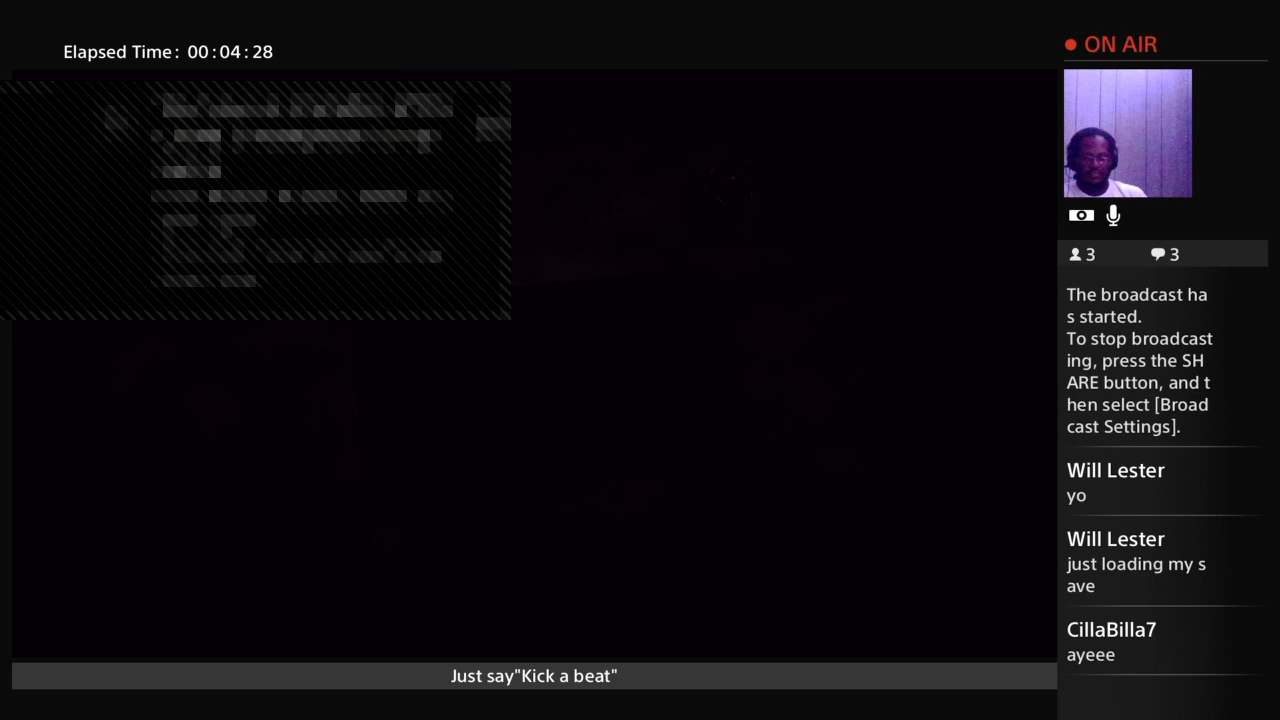 Elapsed Time: 00:04:28
ON AIR
3
3
The broadcast ha
s started.
To stop broadcast
ing, press the SH
ARE button, and t
hen select [Broad
cast Settings].
Will Lester
yo
Will Lester
just loading my s
ave
CillaBilla7
ayeee
Just say"Kick a beat"